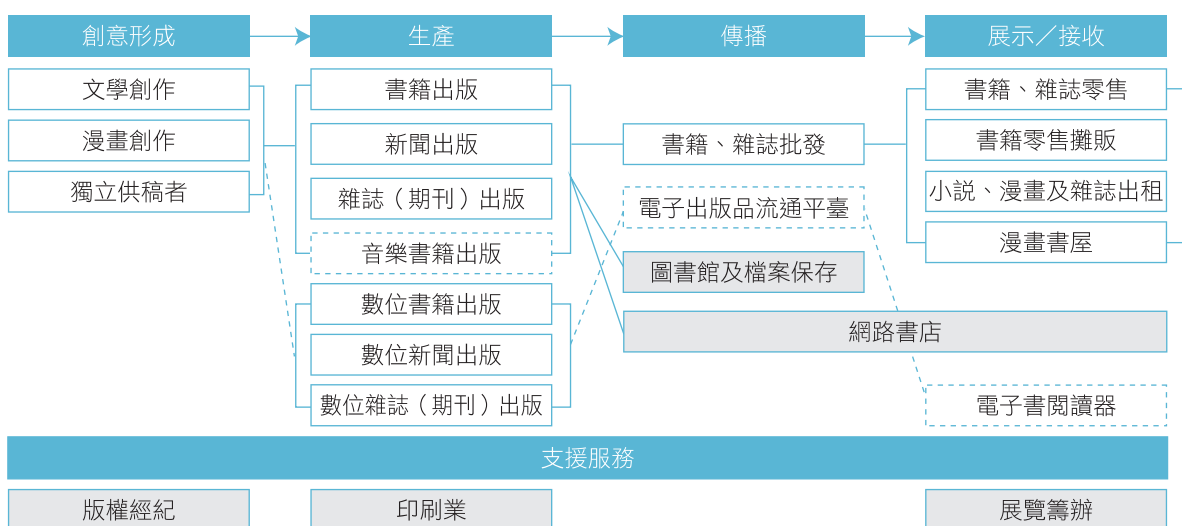 創意形成
生產
傳播
展示／接收
文學創作
漫畫創作
獨立供稿者
書籍出版
新聞出版
雜誌（期刊）出版
音樂書籍出版
數位書籍出版
數位新聞出版
數位雜誌（期刊）出版
書籍、雜誌批發
電子出版品流通平臺
圖書館及檔案保存
網路書店
書籍、雜誌零售
書籍零售攤販
小說、漫畫及雜誌出租
漫畫書屋
電子書閱讀器
支援服務
版權經紀
印刷業
展覽籌辦